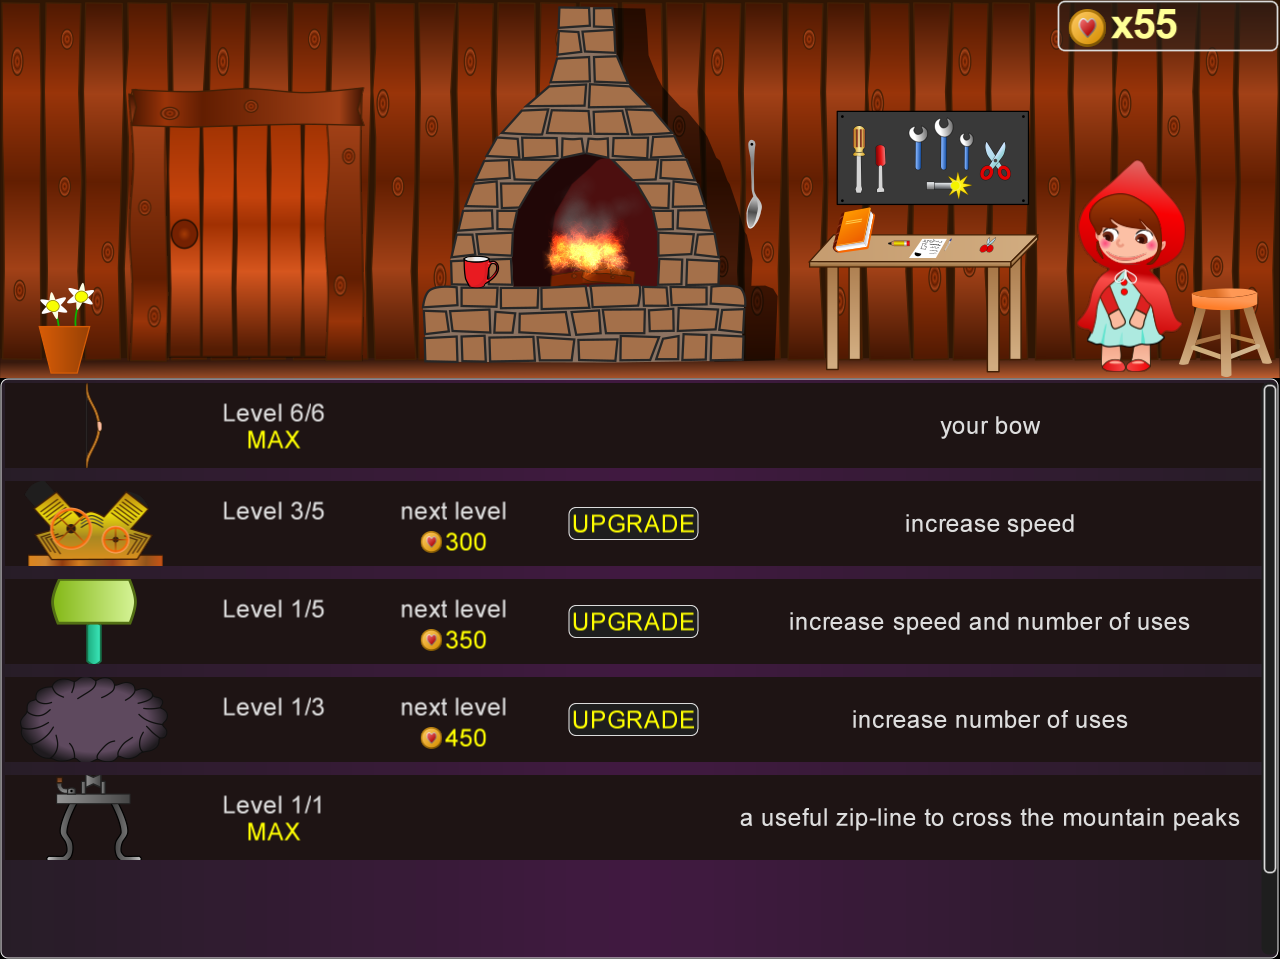 x55
Level 6/6
MAX
your bow
Level 3/5
next level
300
UPGRADE
increase speed
Level 1/5
next level
350
UPGRADE
increase speed and number of uses
Level 1/3
next level
450
UPGRADE
increase number of uses
Level 1/1
MAX
a useful zip-line to cross the mountain peaks